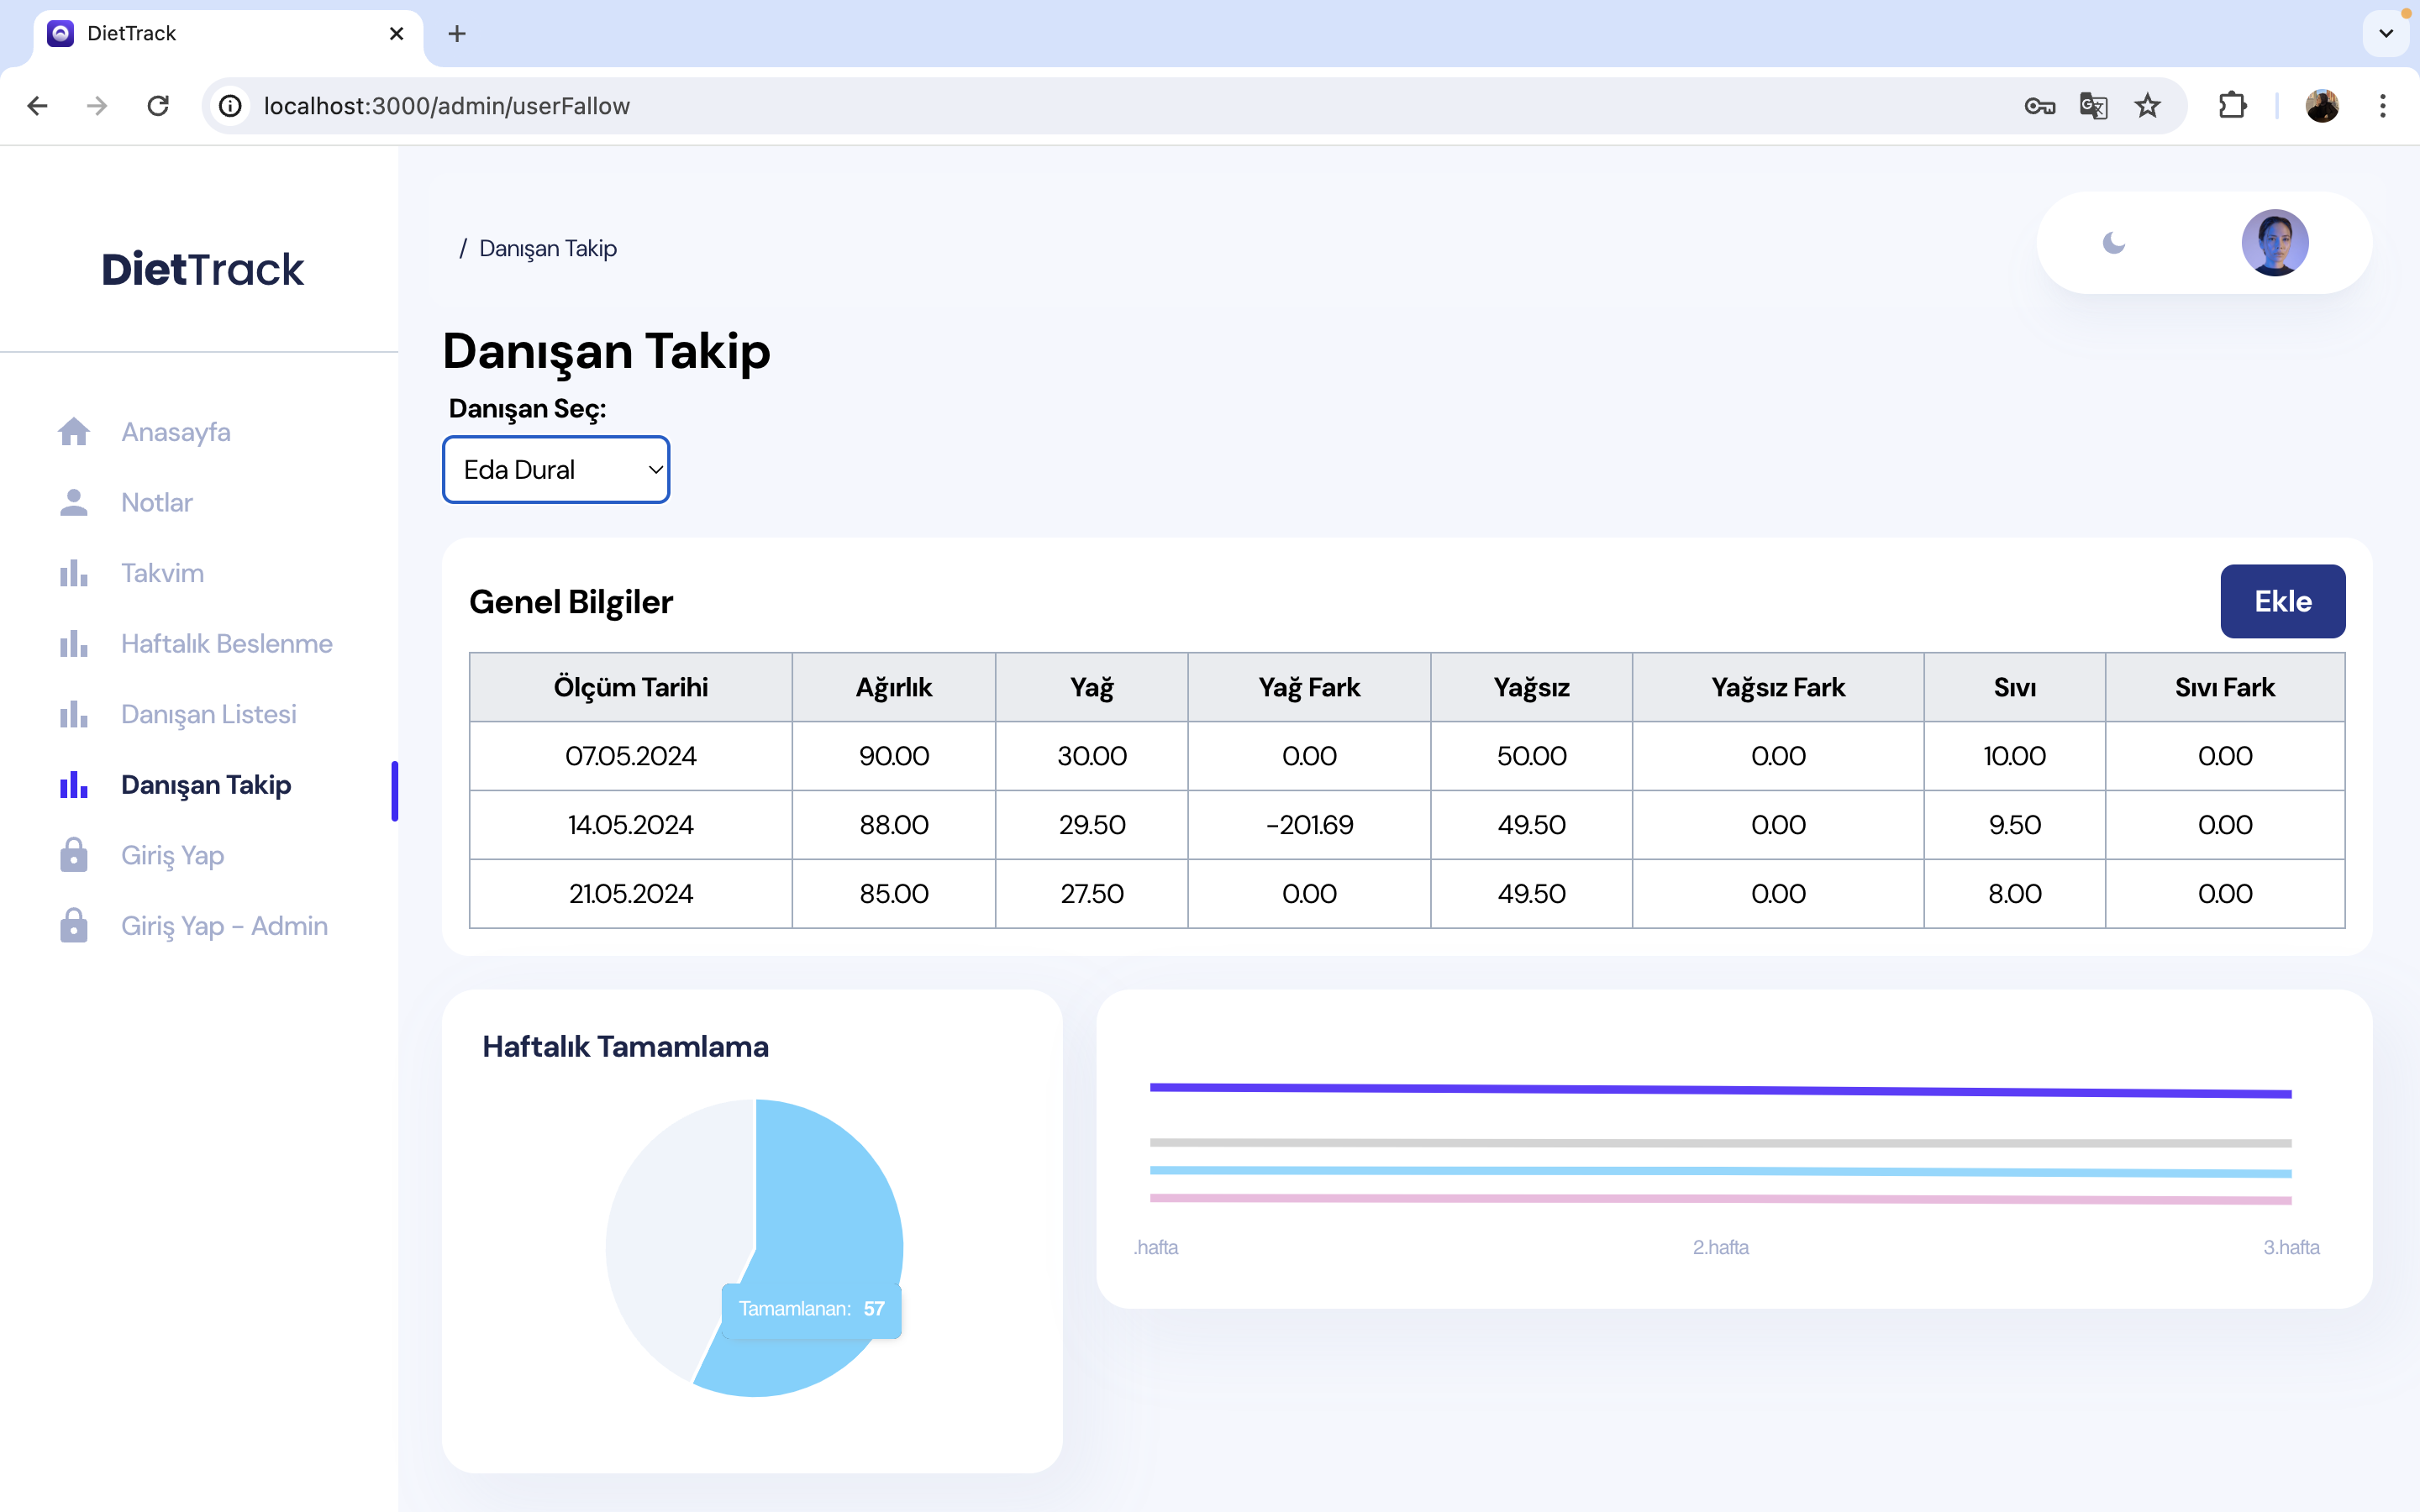 DietTrack
localhost:3000/admin/userFallow
DietTrack
Anasayfa
Notlar
Takvim
Haftalık Beslenme
Danışan Listesi
Danışan Takip
Giriş Yap
Giriş Yap - Admin
/ Danışan Takip
Danışan Takip
Danışan Seç:
Eda Dural
Genel Bilgiler
Ekle
Ölçüm Tarihi Ağırlık Yağ Yağ Fark Yağsız Yağsız Fark Sıvı Sıvı Fark
07.05.2024 90.00 30.00 0.00 50.00 0.00 10.00 0.00
14.05.2024 88.00 29.50 -201.69 49.50 0.00 9.50 0.00
21.05.2024 85.00 27.50 0.00 49.50 0.00 8.00 0.00
Haftalık Tamamlama
Tamamlanan: 57
.hafta 2.hafta 3.hafta